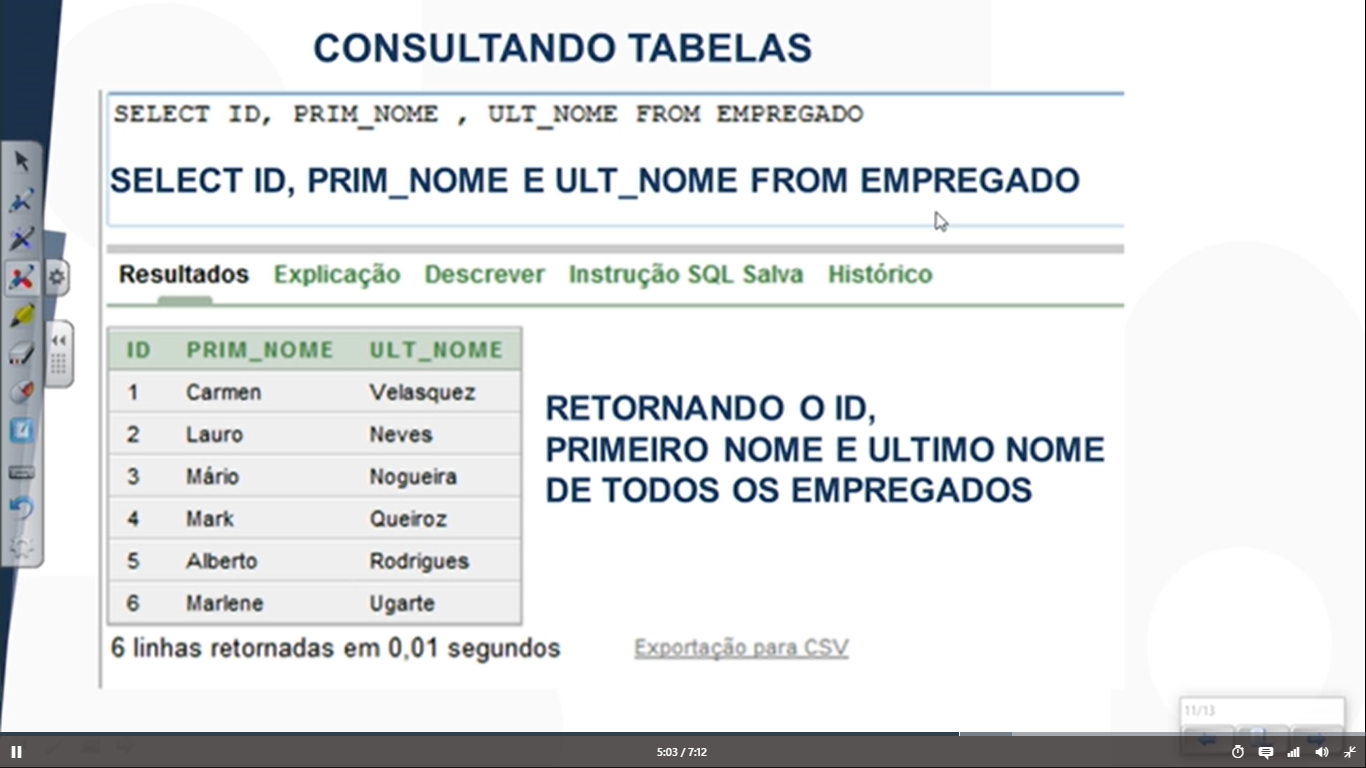 CONSULTANDO TABELAS
SELECT ID, PRIM_NOME , ULT_NOME FROM EMPREGADO
SELECT ID, PRIM_NOME E ULT_NOME FROM EMPREGADO
Resultados Explicação Descrever Instrução SQL Salva Histórico
ID PRIM_NOME ULT_NOME
1 Carmen Velasquez
2 Lauro Neves
3 Mário Nogueira
4 Mark Queiroz
5 Alberto Rodrigues
6 Marlene Ugarte
RETORNANDO O ID,
PRIMEIRO NOME E ULTIMO NOME
DE TODOS OS EMPREGADOS
6 linhas retornadas em 0,01 segundos Exportação para CSV
11/13
5:03 / 7:12